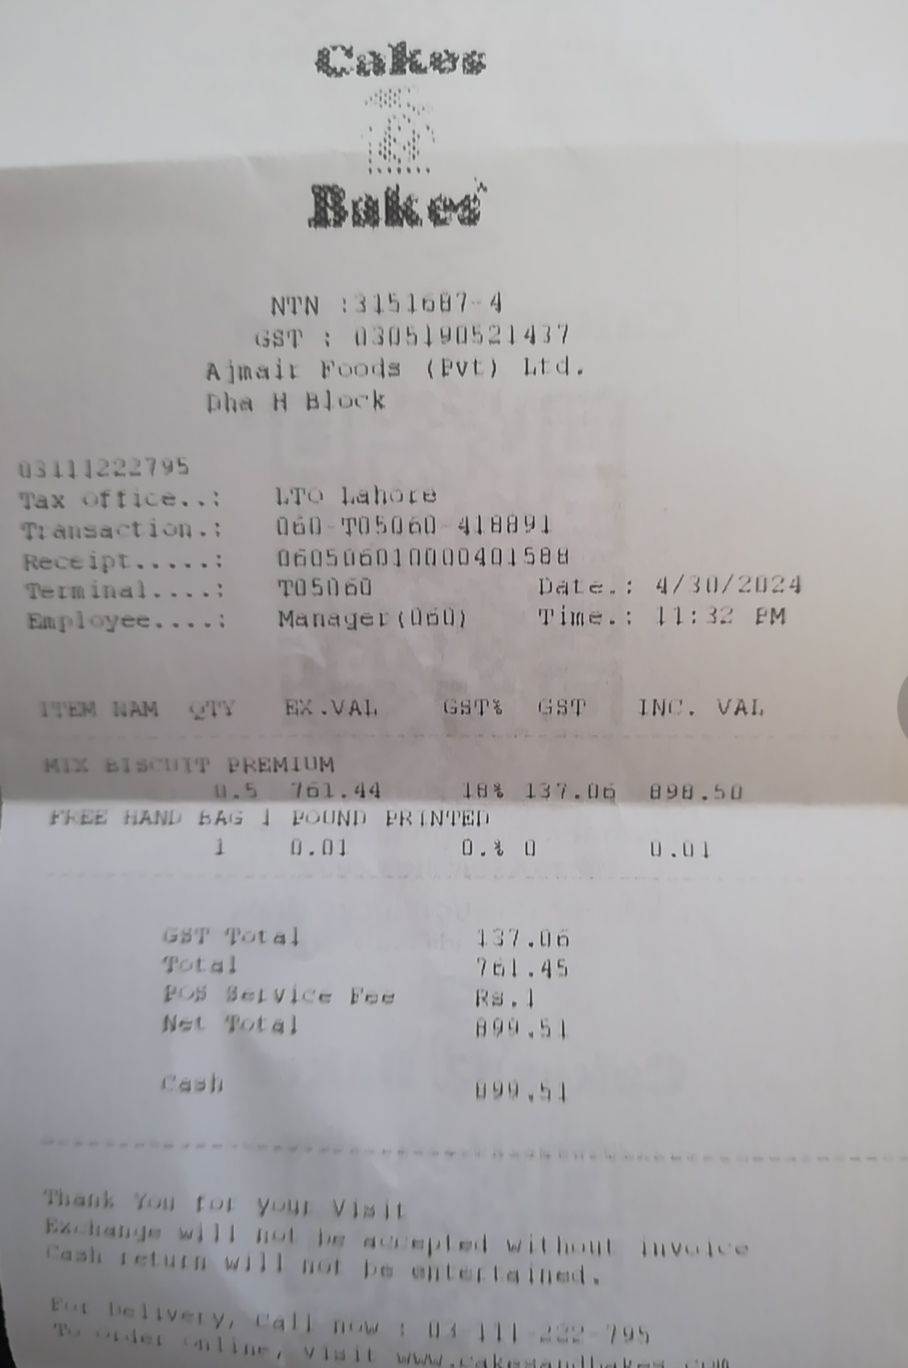 Cakes
&
Bakes
NTN :3151687-4
GST : 0305190521437
Ajmair Foods (Pvt) Ltd.
Dha H Block
03111222795
Tax office..: LTO Lahore
Transaction.: 060-T05060-418891
Receipt.....: 060506010000401588
Terminal....: T05060 Date.: 4/30/2024
Employee....: Manager(060) Time.: 11:32 PM
ITEM NAM QTY EX.VAL GST% GST INC. VAL
MIX BISCUIT PREMIUM
0.5 761.44 18% 137.06 898.50
FREE HAND BAG 1 POUND PRINTED
1 0.01 0.% 0 0.01
GST Total 137.06
Total 761.45
POS Service Fee Rs.1
Net Total 899.51
Cash 899.51
Thank You for your Visit
Exchange will not be accepted without invoice
Cash return will not be entertained.
For Delivery, Call now : 03-111-222-795
To order online, visit www.cakesandbakes.com